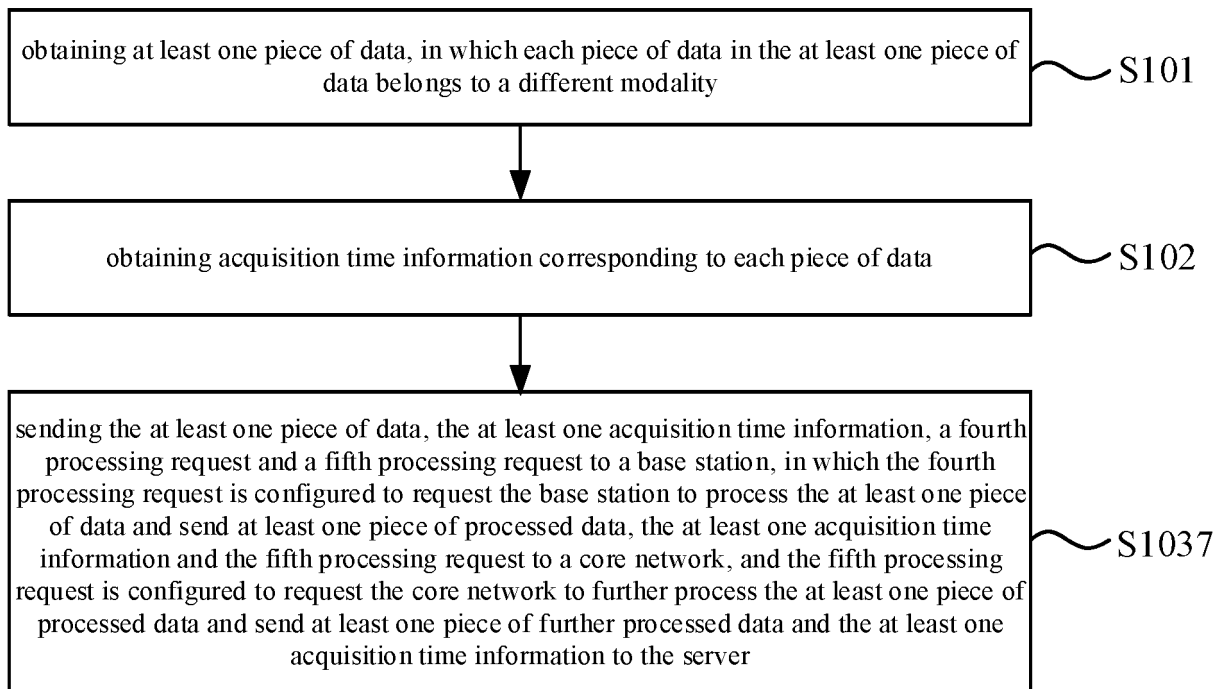 obtaining at least one piece of data, in which each piece of data in the at least one piece of
data belongs to a different modality
S101
obtaining acquisition time information corresponding to each piece of data
S102
sending the at least one piece of data, the at least one acquisition time information, a fourth
processing request and a fifth processing request to a base station, in which the fourth
processing request is configured to request the base station to process the at least one piece
of data and send at least one piece of processed data, the at least one acquisition time
information and the fifth processing request to a core network, and the fifth processing
request is configured to request the core network to further process the at least one piece of
processed data and send at least one piece of further processed data and the at least one
acquisition time information to the server
S1037